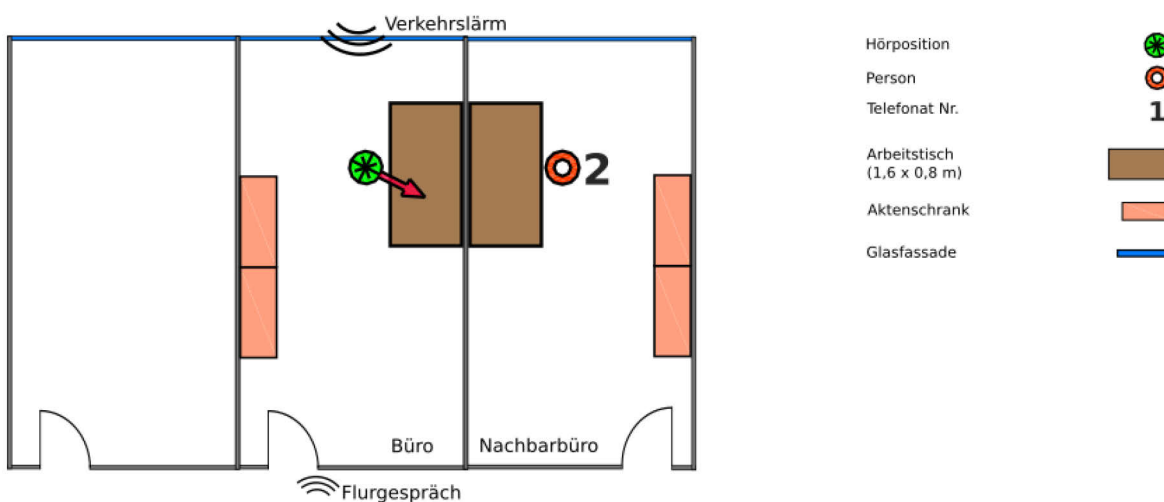 Verkehrslärm
2
Büro
Nachbarbüro
Flurgespräch
Hörposition
Person
Telefonat Nr.
1
Arbeitstisch
(1,6 x 0,8 m)
Aktenschrank
Glasfassade